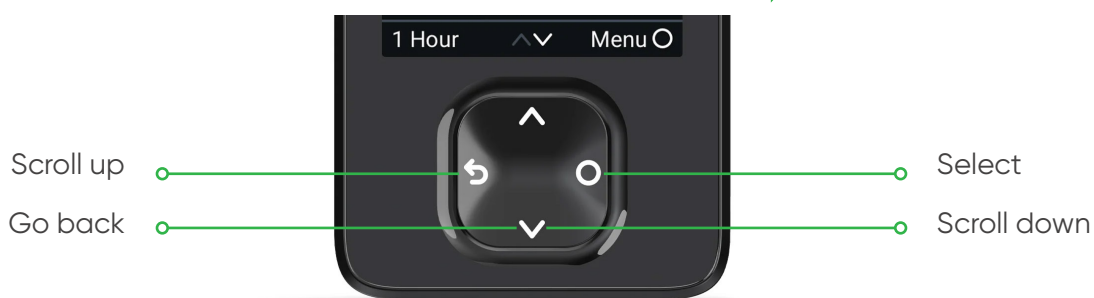 1 Hour Menu
Scroll up
Select
Go back
Scroll down